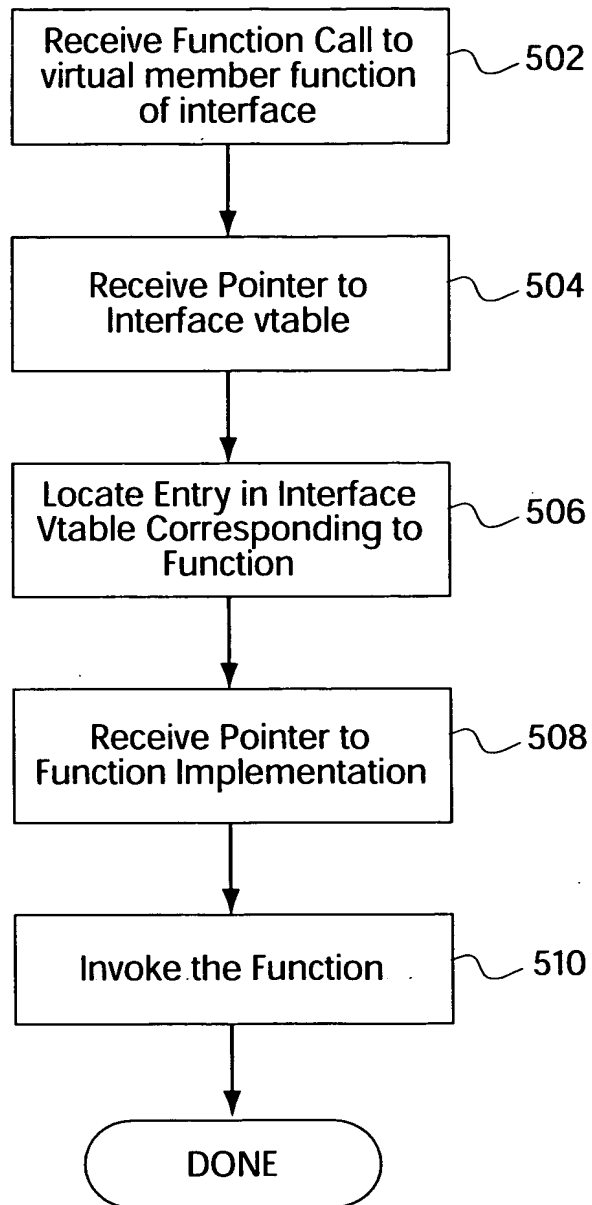 Receive Function Call to
virtual member function
of interface
502
Receive Pointer to
Interface vtable
504
Locate Entry in Interface
Vtable Corresponding to
Function
506
Receive Pointer to
Function Implementation
508
Invoke the Function
510
DONE